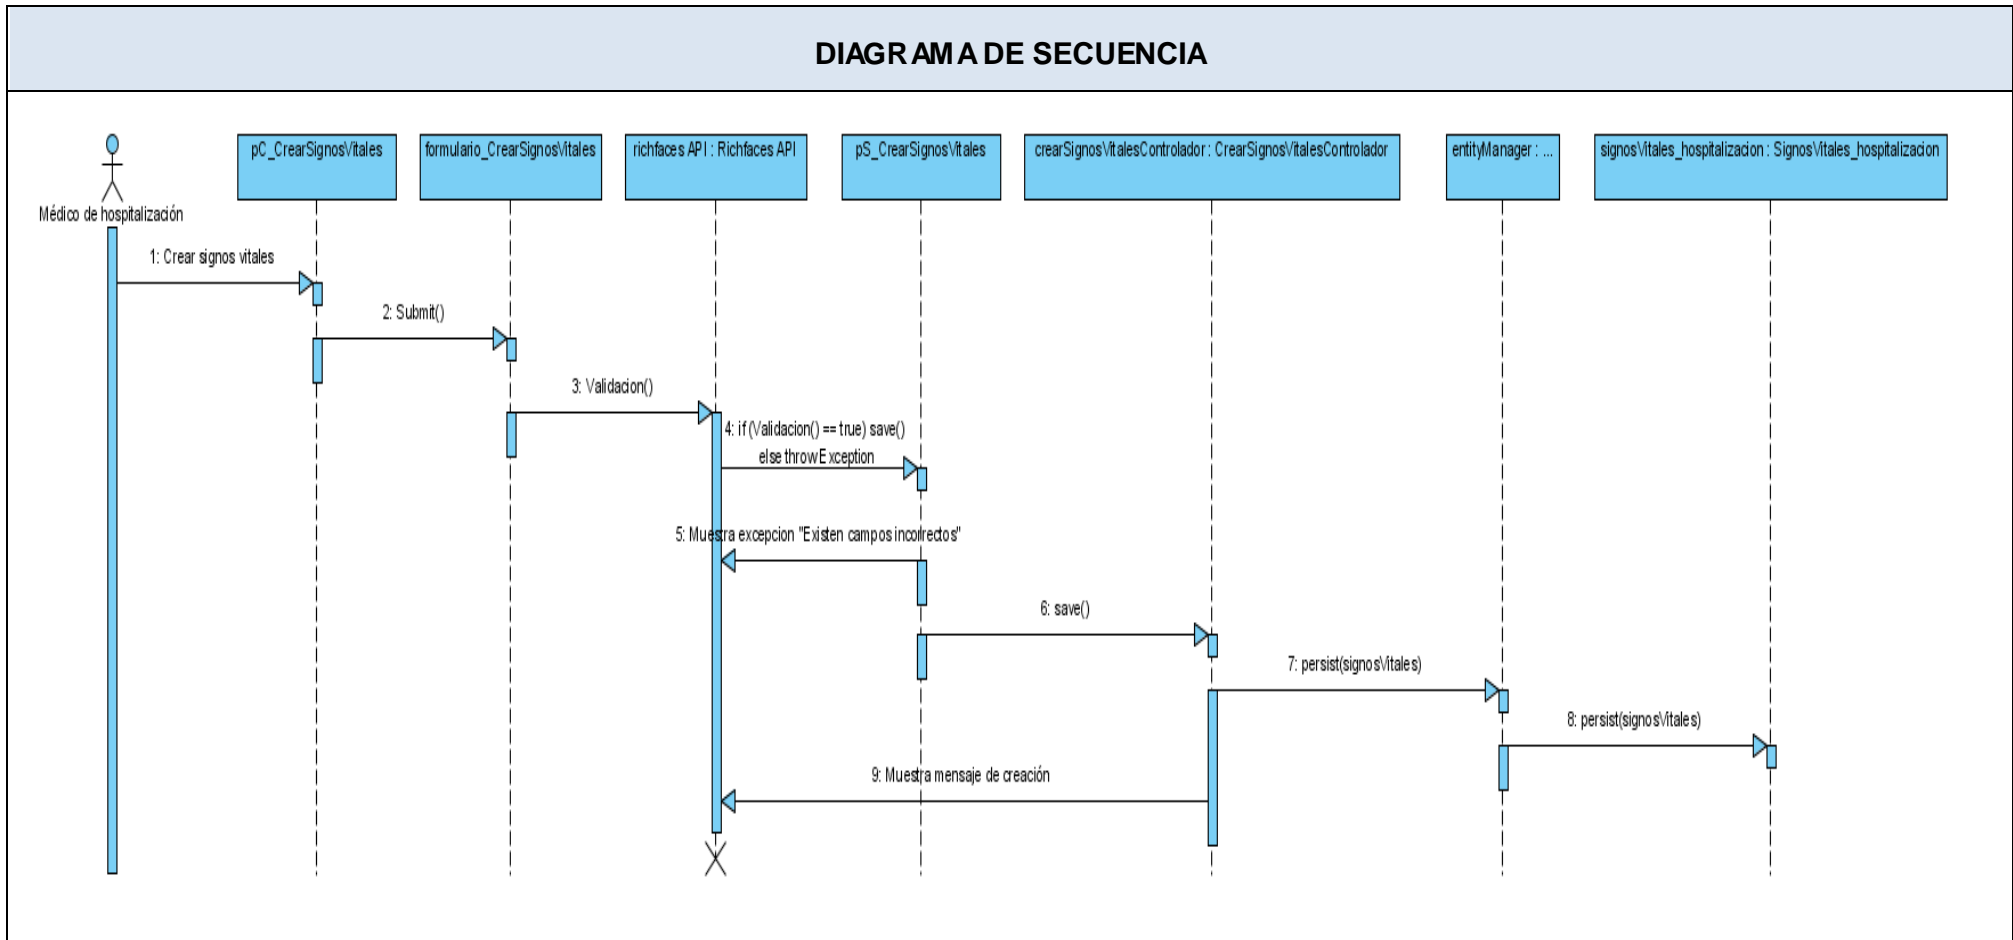 DIAGRAMA DE SECUENCIA
Médico de hospitalización
pC_CrearSignosVitales
formulario_CrearSignosVitales
richfaces API : Richfaces API
pS_CrearSignosVitales
crearSignosVitalesControlador : CrearSignosVitalesControlador
entityManager : ...
signosVitales_hospitalizacion : SignosVitales_hospitalizacion
1: Crear signos vitales
2: Submit()
3: Validacion()
4: if (Validacion() == true) save()
else throwException
5: Muestra excepcion "Existen campos incorrectos"
6: save()
7: persist(signosVitales)
8: persist(signosVitales)
9: Muestra mensaje de creación